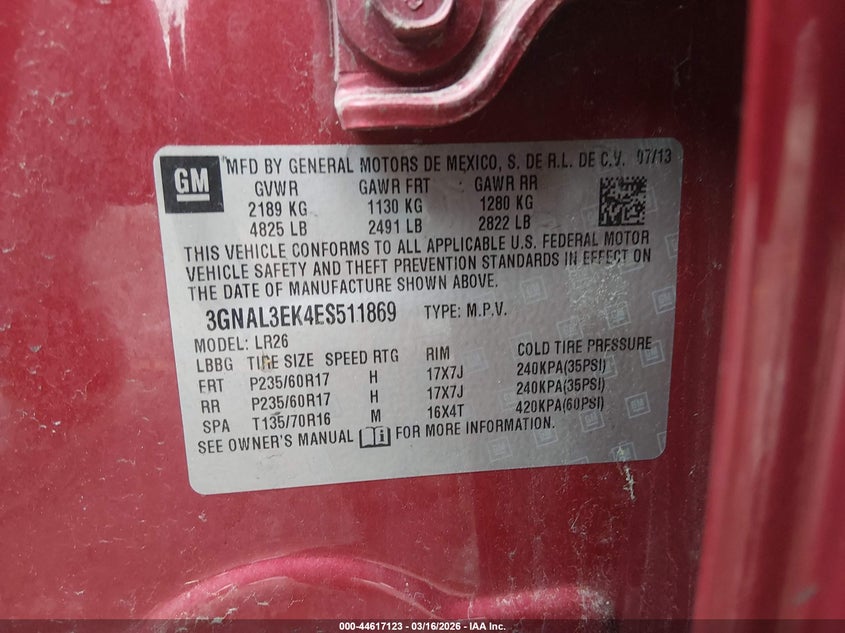 GM
MFD BY GENERAL MOTORS DE MEXICO, S. DE R.L. DE C.V. 07/13
GVWR GAWR FRT GAWR RR
2189 KG 1130 KG 1280 KG
4825 LB 2491 LB 2822 LB
THIS VEHICLE CONFORMS TO ALL APPLICABLE U.S. FEDERAL MOTOR
VEHICLE SAFETY AND THEFT PREVENTION STANDARDS IN EFFECT ON
THE DATE OF MANUFACTURE SHOWN ABOVE.
3GNAL3EK4ES511869 TYPE: M.P.V.
MODEL: LR26
LBBG TIRE SIZE SPEED RTG RIM COLD TIRE PRESSURE
FRT P235/60R17 H 17X7J 240KPA(35PSI)
RR P235/60R17 H 17X7J 240KPA(35PSI)
SPA T135/70R16 M 16X4T 420KPA(60PSI)
SEE OWNER'S MANUAL FOR MORE INFORMATION.
000-44617123 - 03/16/2026 - IAA Inc.